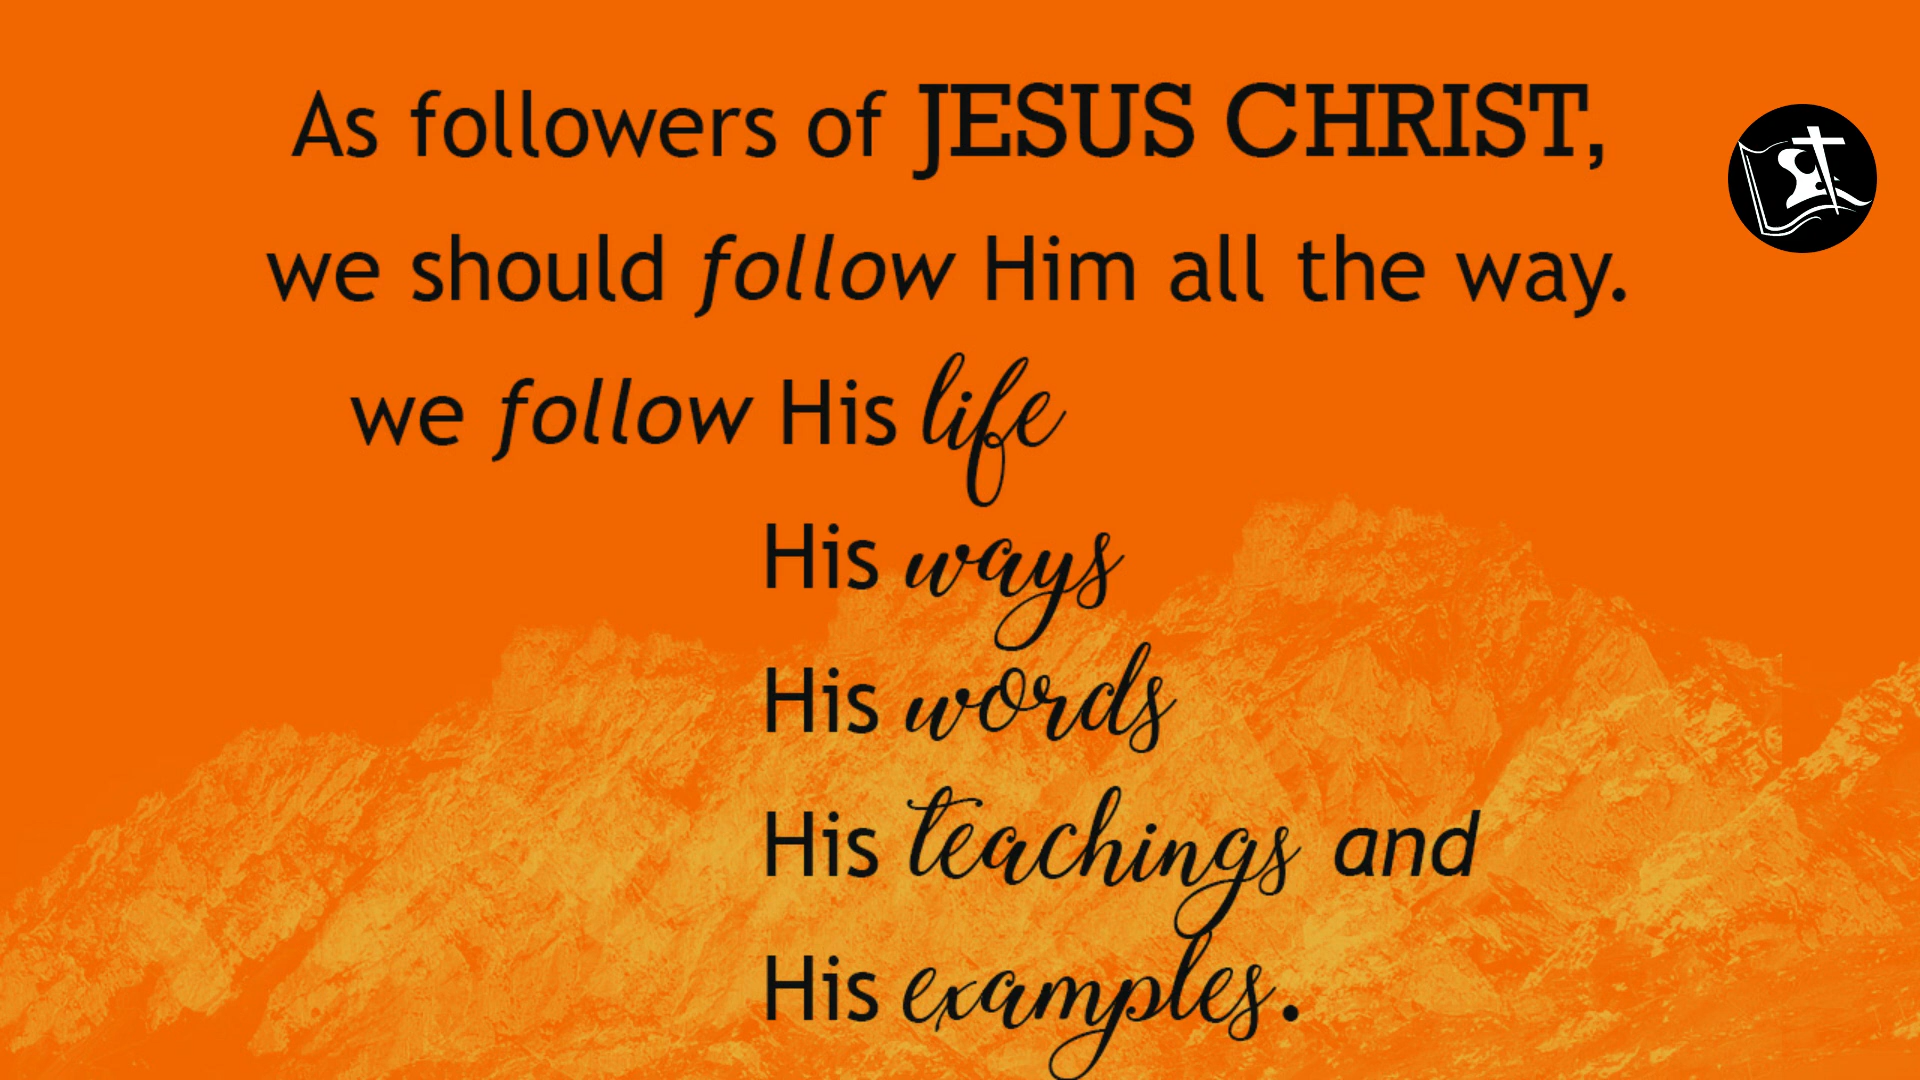 As followers of JESUS CHRIST,
we should follow Him all the way.
we follow His life
His ways
His words
His teachings and
His examples.